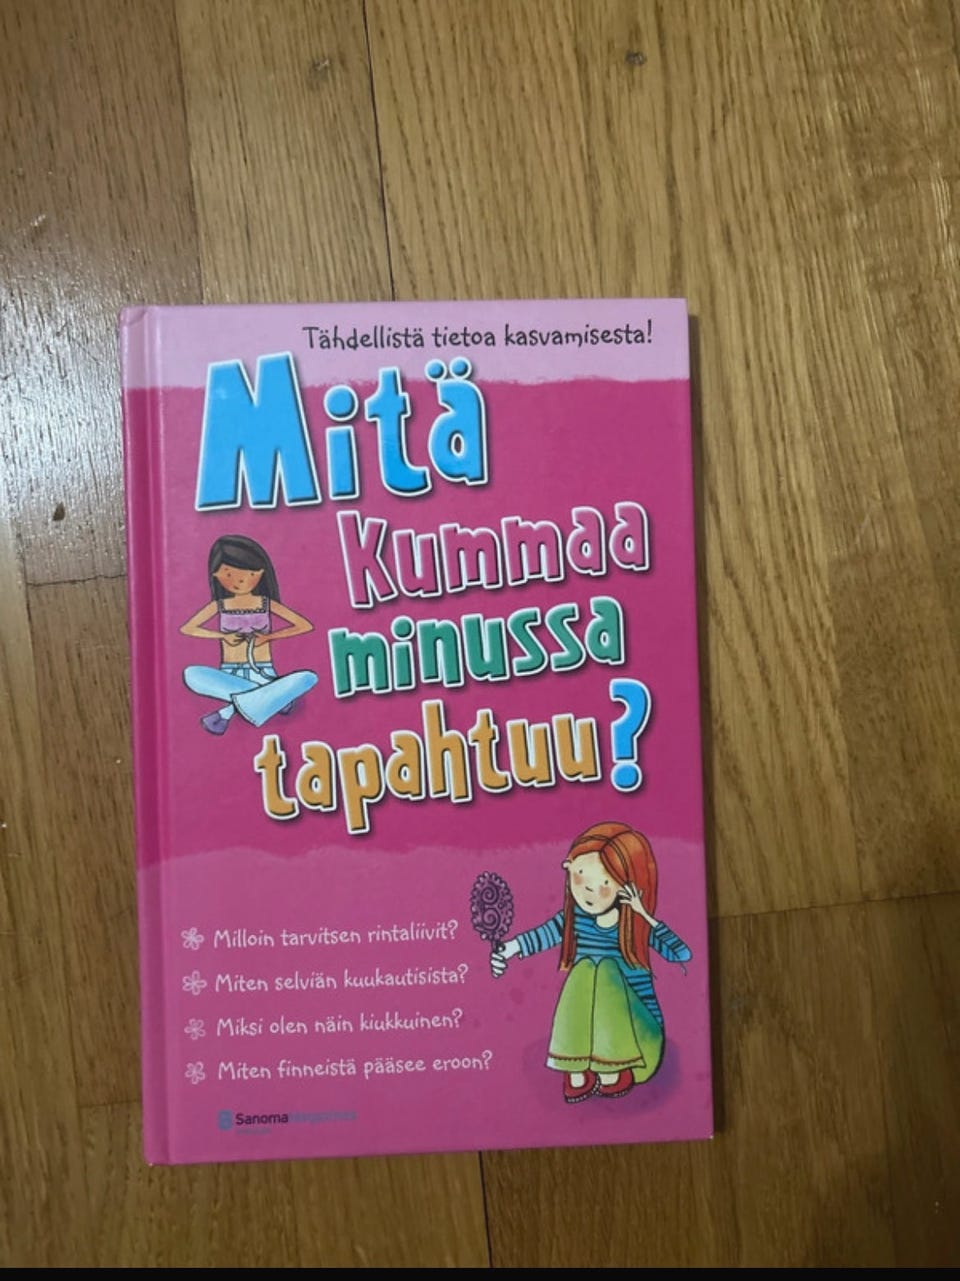 Tähdellistä tietoa kasvamisesta!
Mitä
kummaa
minussa
tapahtuu?
Milloin tarvitsen rintaliivit?
Miten selviän kuukautisista?
Miksi olen näin kiukkuinen?
Miten finneistä pääsee eroon?
Sanoma